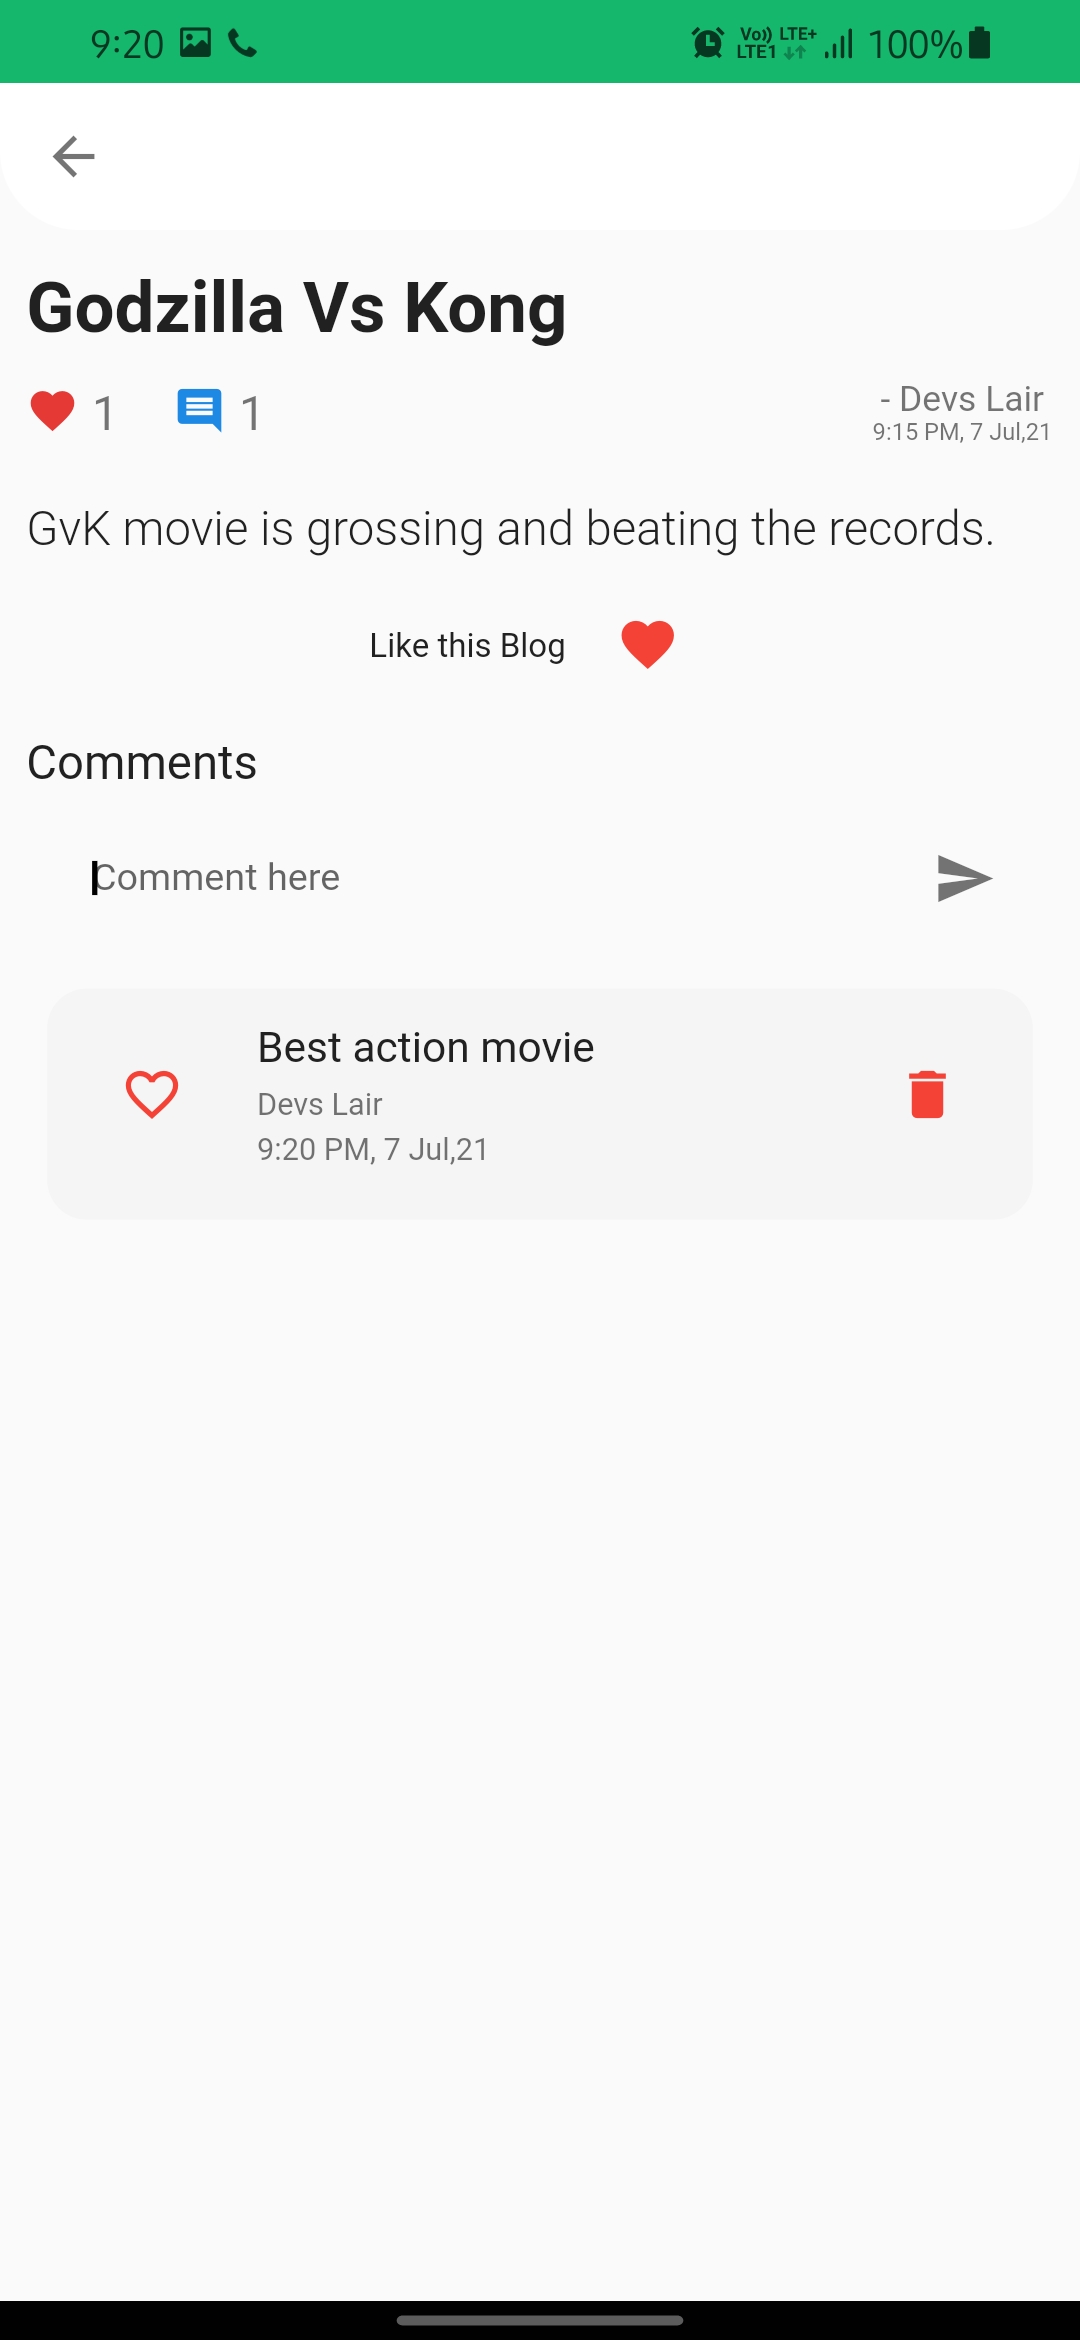 9:20 Vo)) LTE+ 100%
LTE1
Godzilla Vs Kong
1 1 - Devs Lair
9:15 PM, 7 Jul,21
GvK movie is grossing and beating the records.
Like this Blog
Comments
Comment here
Best action movie
Devs Lair
9:20 PM, 7 Jul,21